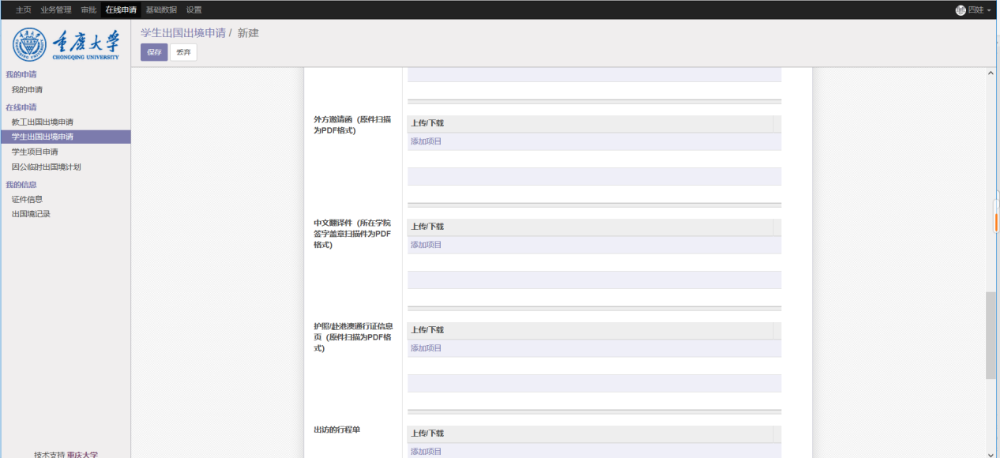 主页 业务管理 审批 在线申请 基础数据 设置 四娃
重庆大学
CHONGQING UNIVERSITY
学生出国出境申请 / 新建
保存 丢弃
我的申请
我的申请
在线申请
教工出国出境申请
学生出国出境申请
学生项目申请
因公临时出国境计划
我的信息
证件信息
出国境记录
外方邀请函（原件扫描
为PDF格式）
上传/下载
添加项目
中文翻译件（所在学院
签字盖章扫描件为PDF
格式）
上传/下载
添加项目
护照/赴港澳通行证信息
页（原件扫描为PDF格
式）
上传/下载
添加项目
出访的行程单
上传/下载
添加项目
技术支持 重庆大学